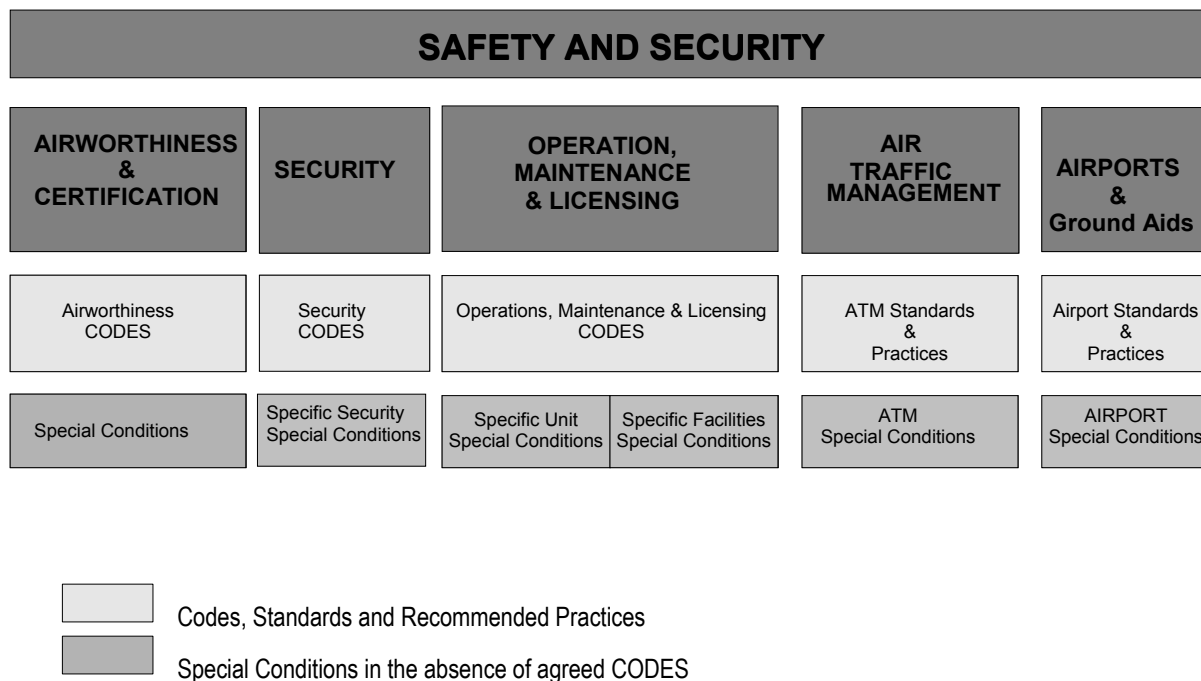 SAFETY AND SECURITY
AIRWORTHINESS
&
CERTIFICATION
SECURITY
OPERATION,
MAINTENANCE
& LICENSING
AIR
TRAFFIC
MANAGEMENT
AIRPORTS
&
Ground Aids
Airworthiness
CODES
Security
CODES
Operations, Maintenance & Licensing
CODES
ATM Standards
&
Practices
Airport Standards
&
Practices
Special Conditions
Specific Security
Special Conditions
Specific Unit
Special Conditions
Specific Facilities
Special Conditions
ATM
Special Conditions
AIRPORT
Special Conditions
Codes, Standards and Recommended Practices
Special Conditions in the absence of agreed CODES